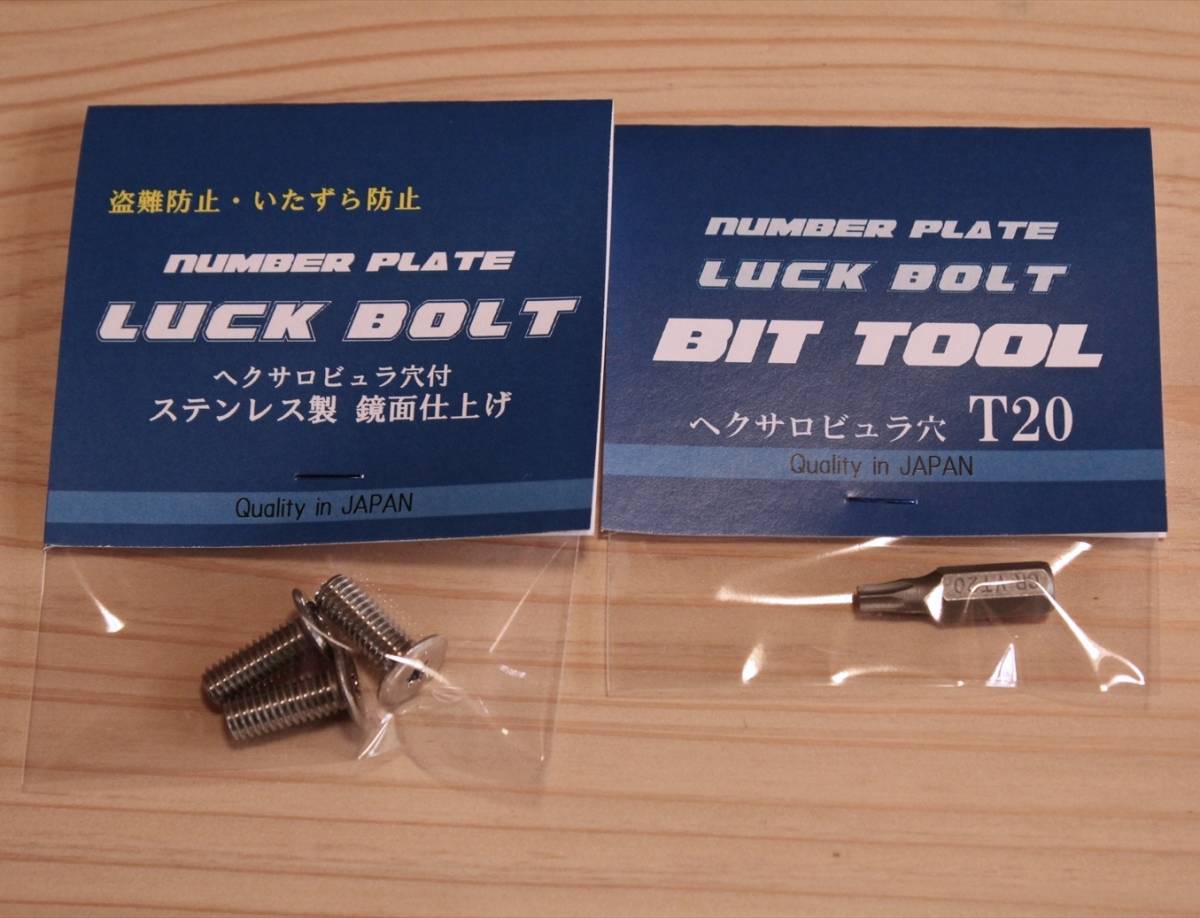 盗難防止・いたずら防止
NUMBER PLATE
LUCK BOLT
ヘクサロビュラ穴付
ステンレス製 鏡面仕上げ
Quality in JAPAN
NUMBER PLATE
LUCK BOLT
BIT TOOL
ヘクサロビュラ穴 T20
Quality in JAPAN
CR-V T20